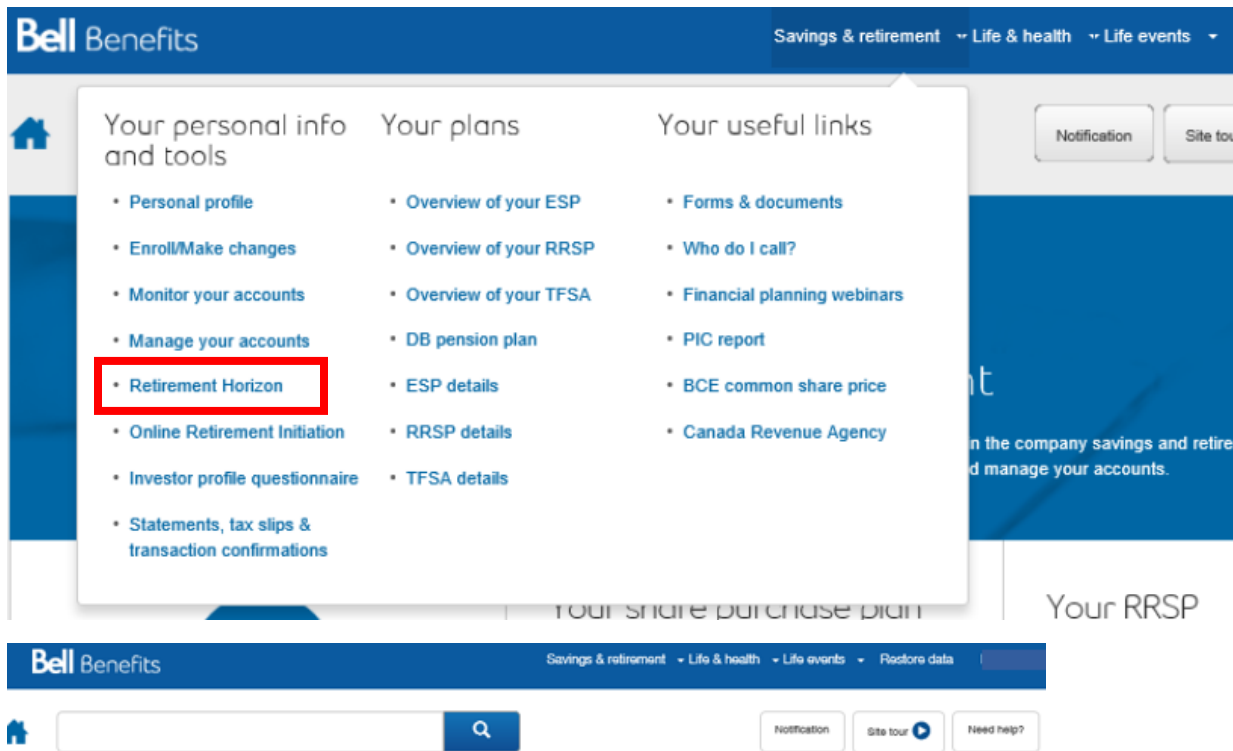 Bell Benefits
Savings & retirement Life & health Life events
Your personal info
and tools
• Personal profile
• Enroll/Make changes
• Monitor your accounts
• Manage your accounts
• Retirement Horizon
• Online Retirement Initiation
• Investor profile questionnaire
• Statements, tax slips &
transaction confirmations
Your plans
• Overview of your ESP
• Overview of your RRSP
• Overview of your TFSA
• DB pension plan
• ESP details
• RRSP details
• TFSA details
Your useful links
• Forms & documents
• Who do I call?
• Financial planning webinars
• PIC report
• BCE common share price
• Canada Revenue Agency
Notification
Site tou
nt
n the company savings and retire
d manage your accounts.
Your share purchase plan
Your RRSP
Bell Benefits
Savings & retirement Life & health Life events Restore data
Notification
Site tour
Need help?